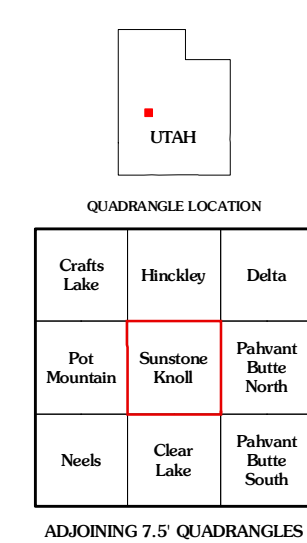 UTAH
QUADRANGLE LOCATION
Crafts
Lake
Hinckley
Delta
Pot
Mountain
Sunstone
Knoll
Pahvant
Butte
North
Neels
Clear
Lake
Pahvant
Butte
South
ADJOINING 7.5' QUADRANGLES